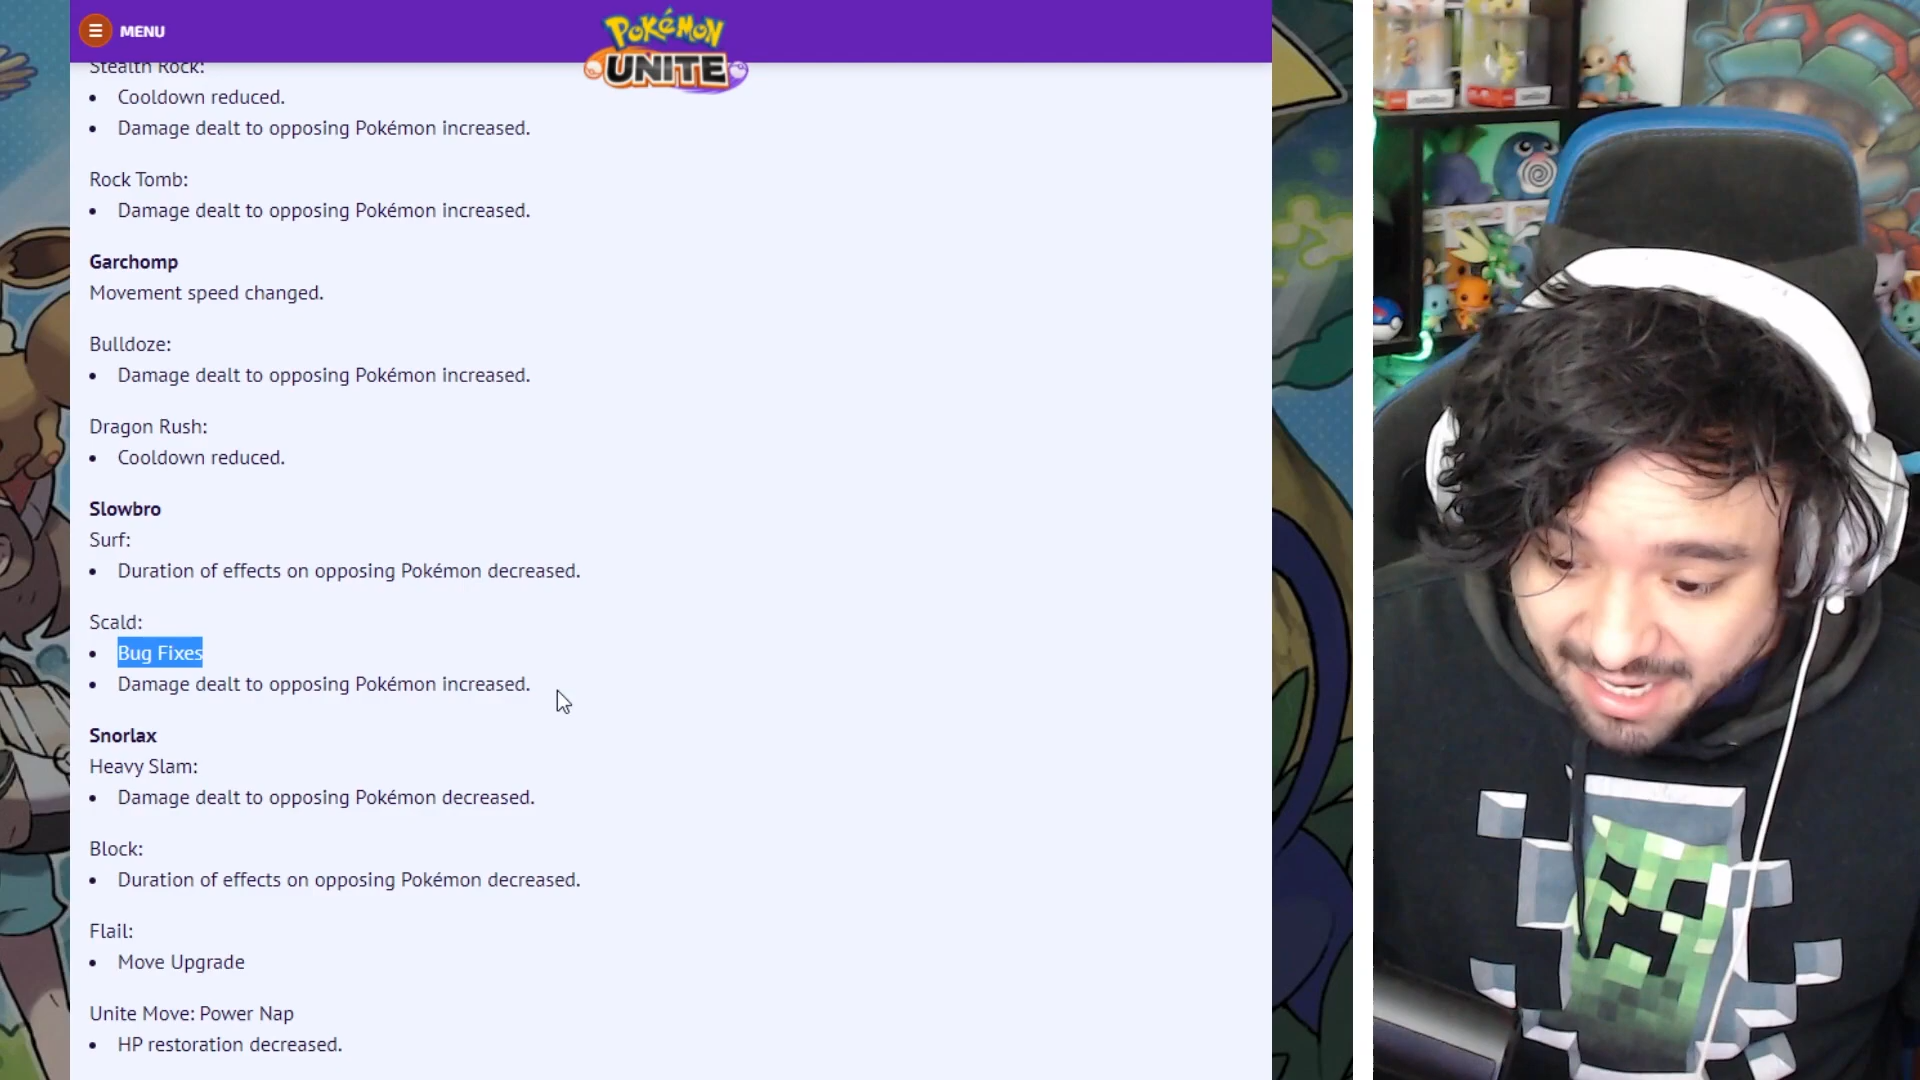 MENU
POKéMON
UNITE
Stealth Rock:
• Cooldown reduced.
• Damage dealt to opposing Pokémon increased.
Rock Tomb:
• Damage dealt to opposing Pokémon increased.
Garchomp
Movement speed changed.
Bulldoze:
• Damage dealt to opposing Pokémon increased.
Dragon Rush:
• Cooldown reduced.
Slowbro
Surf:
• Duration of effects on opposing Pokémon decreased.
Scald:
• Bug Fixes
• Damage dealt to opposing Pokémon increased.
Snorlax
Heavy Slam:
• Damage dealt to opposing Pokémon decreased.
Block:
• Duration of effects on opposing Pokémon decreased.
Flail:
• Move Upgrade
Unite Move: Power Nap
• HP restoration decreased.
amiibo